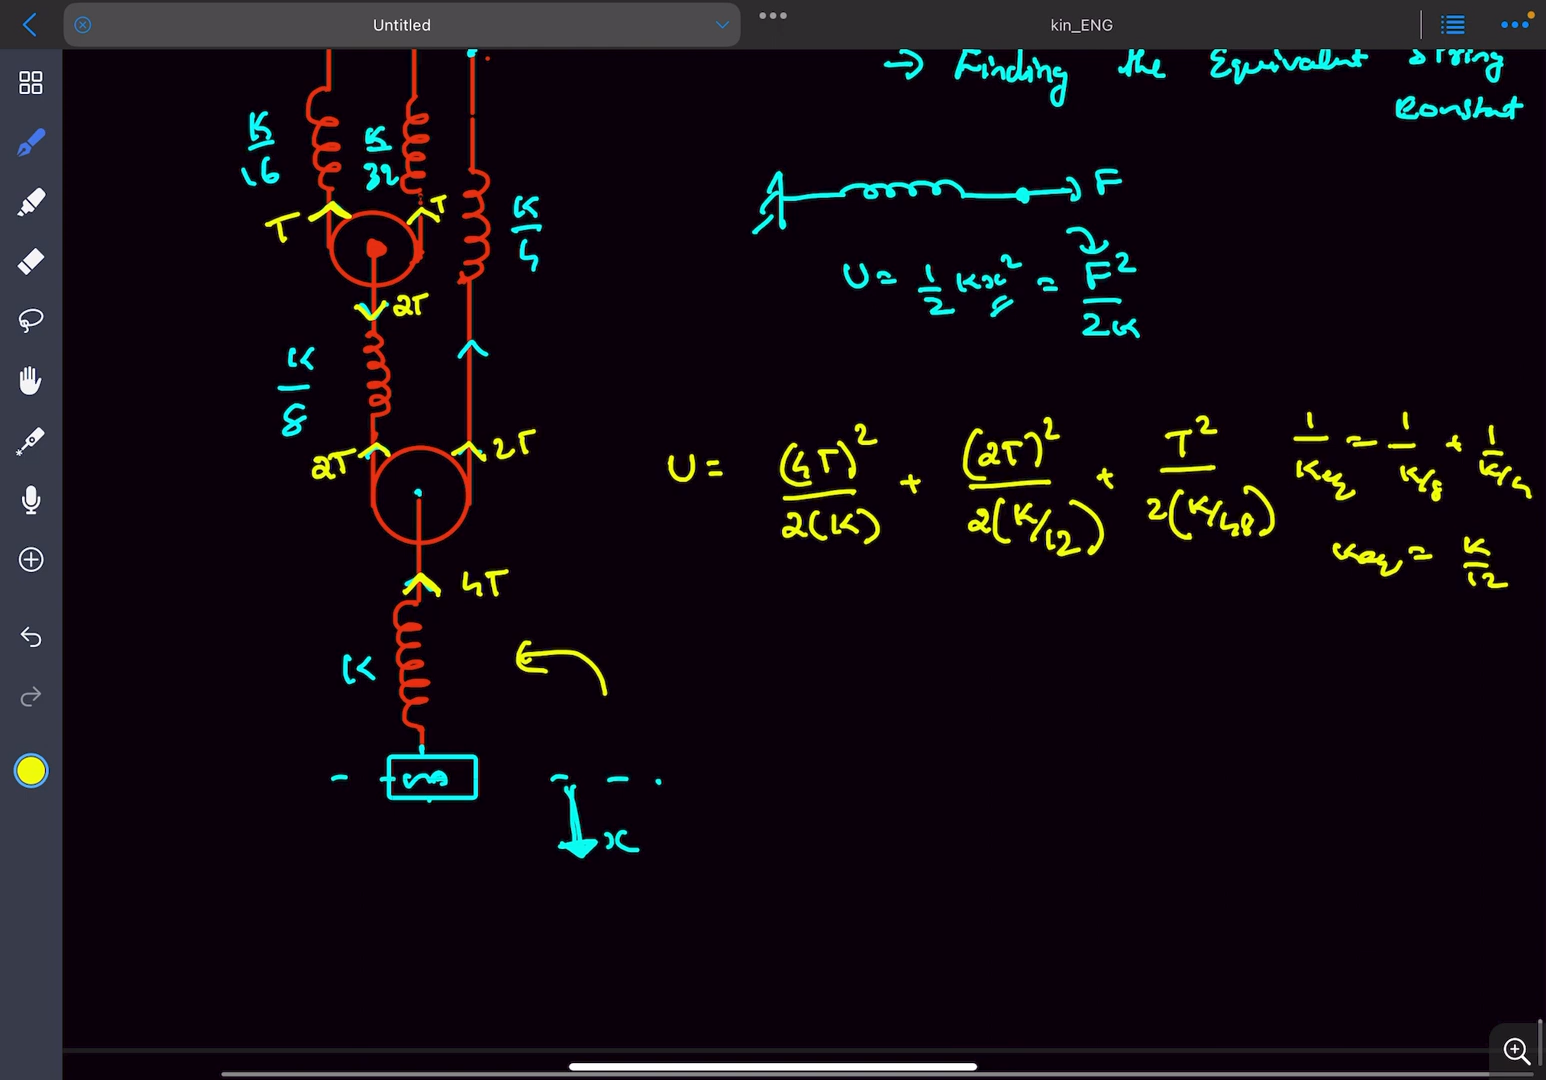 Untitled
kin_ENG
→ Finding the Equivalent Spring
Constant
K/16
K/32
K/4
T
T
F
U = 1/2 Kx² = F²/2K
2T
K/8
2T
2T
U = (4T)²/2(K) + (2T)²/2(K/12) + T²/2(K/48)
1/Keq = 1/K/8 + 1/K/4
Keq = K/12
4T
K
m
x